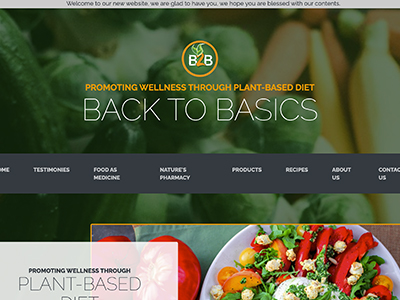 Welcome to our new website, we are glad to have you, we hope you are blessed with our contents.
B2B
PROMOTING WELLNESS THROUGH PLANT-BASED DIET
BACK TO BASICS
OME
TESTIMONIES
FOOD AS
MEDICINE
NATURE'S
PHARMACY
PRODUCTS
RECIPES
ABOUT
US
CONTAC
US
PROMOTING WELLNESS THROUGH
PLANT-BASED
DIET